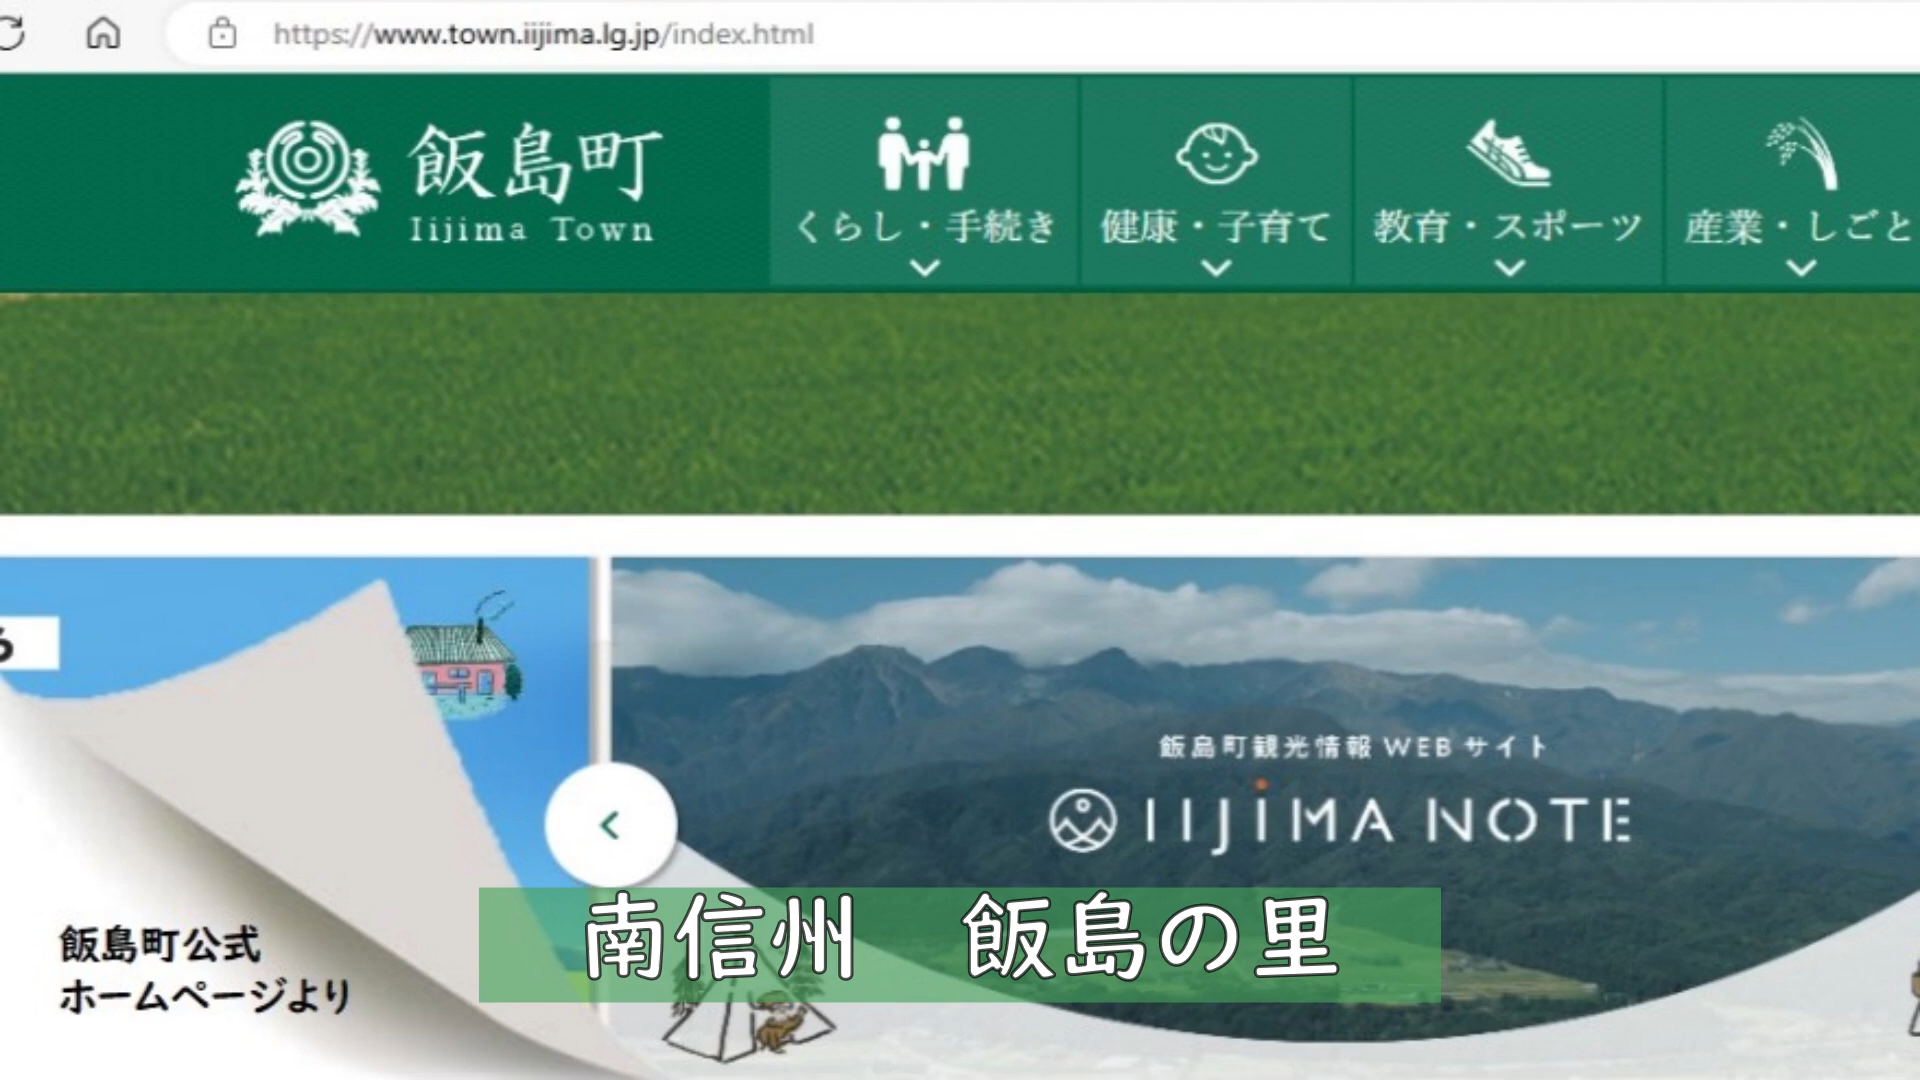 https://www.town.iijima.lg.jp/index.html
飯島町
Iijima Town
くらし・手続き
健康・子育て
教育・スポーツ
産業・しごと
飯島町観光情報 WEB サイト
IIJIMA NOTE
南信州　飯島の里
飯島町公式
ホームページより